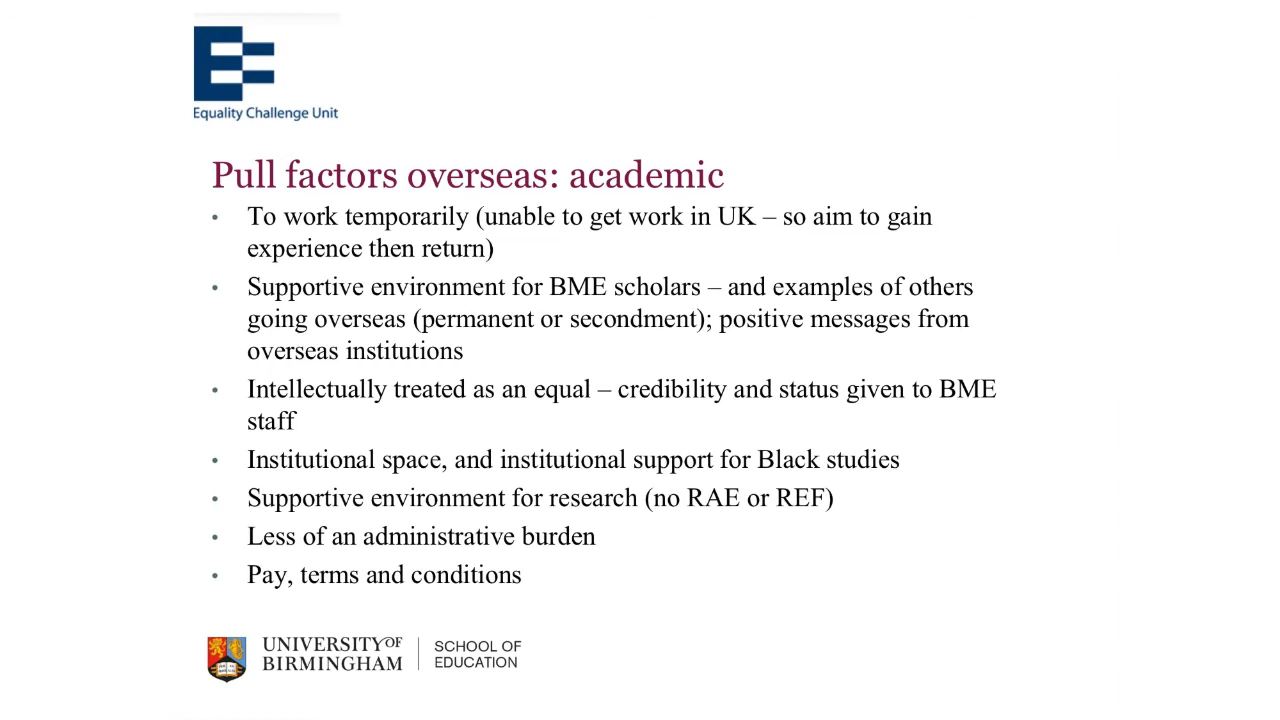 Equality Challenge Unit
Pull factors overseas: academic
• To work temporarily (unable to get work in UK – so aim to gain
experience then return)
• Supportive environment for BME scholars – and examples of others
going overseas (permanent or secondment); positive messages from
overseas institutions
• Intellectually treated as an equal – credibility and status given to BME
staff
• Institutional space, and institutional support for Black studies
• Supportive environment for research (no RAE or REF)
• Less of an administrative burden
• Pay, terms and conditions
UNIVERSITY OF
BIRMINGHAM
SCHOOL OF
EDUCATION